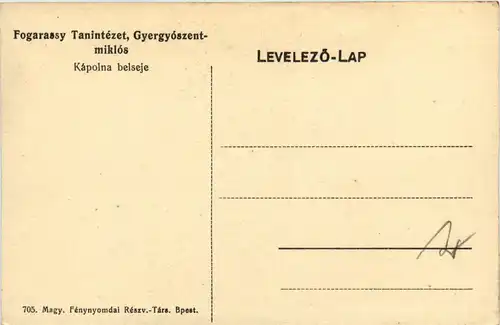 Fogarassy Tanintézet, Gyergyószent-
miklós
Kápolna belseje
LEVELEZŐ-LAP
705. Magy. Fénynyomdai Részv.-Társ. Bpest.